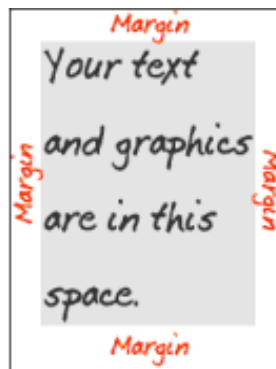 Margin
Your text
and graphics
Margin
Margin
are in this
space.
Margin